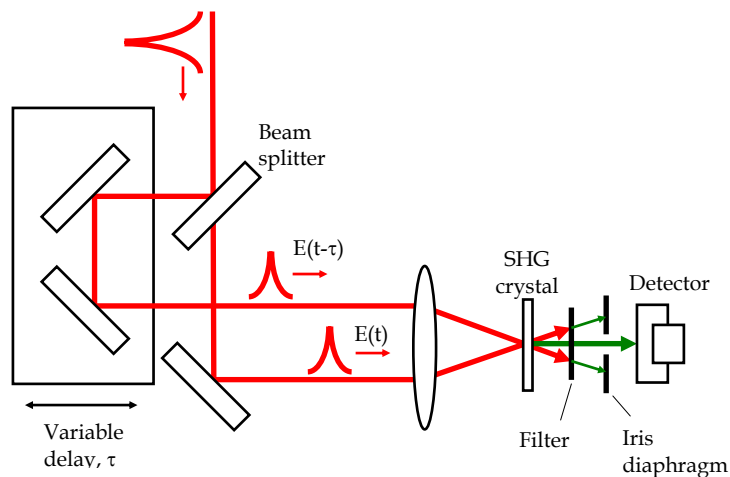 Beam
splitter
E(t-τ)
SHG
crystal
Detector
E(t)
Variable
delay, τ
Filter
Iris
diaphragm